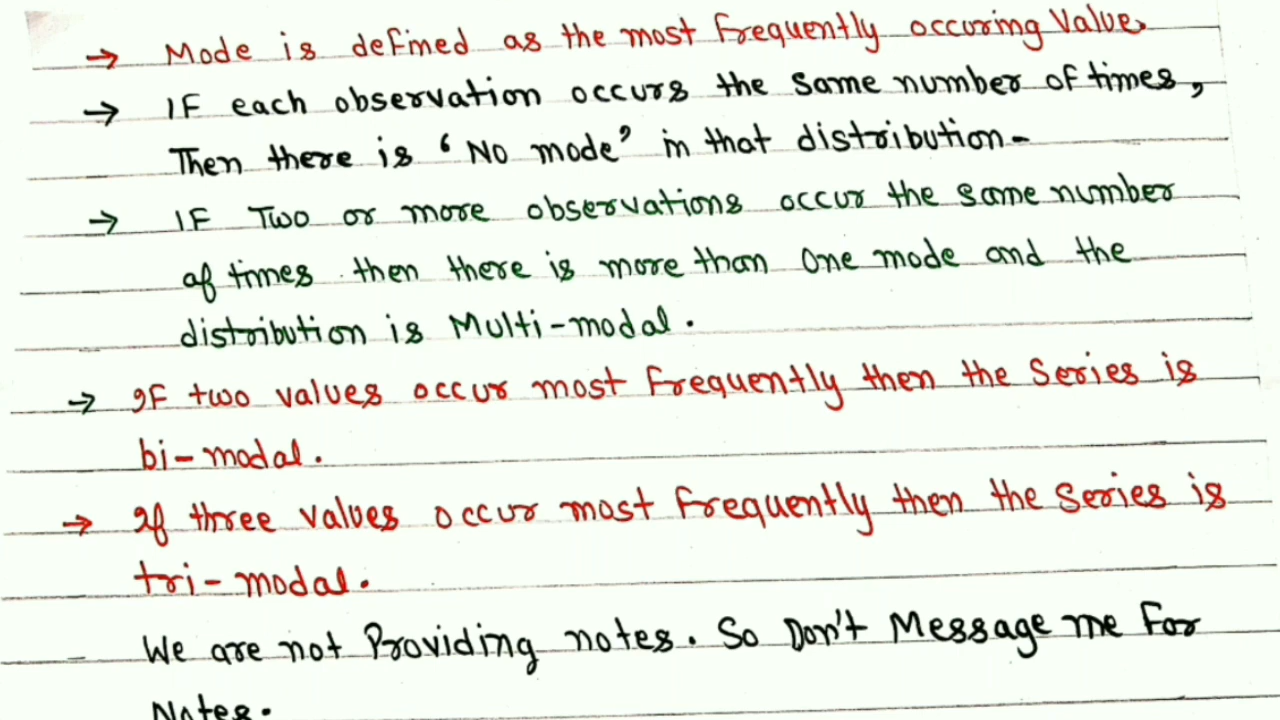 → Mode is defined as the most frequently occuring Value.
→ IF each observation occurs the same number of times,
Then there is ‘No mode’ in that distribution-
→ IF Two or more observations occur the same number
of times. then there is more than One mode and the
distribution is Multi-modal.
→ IF two values occur most frequently then the Series is
bi-modal.
→ If three values occur most frequently then the Series is
tri-modal.
We are not Providing notes. So Don't Message me For
Notes.